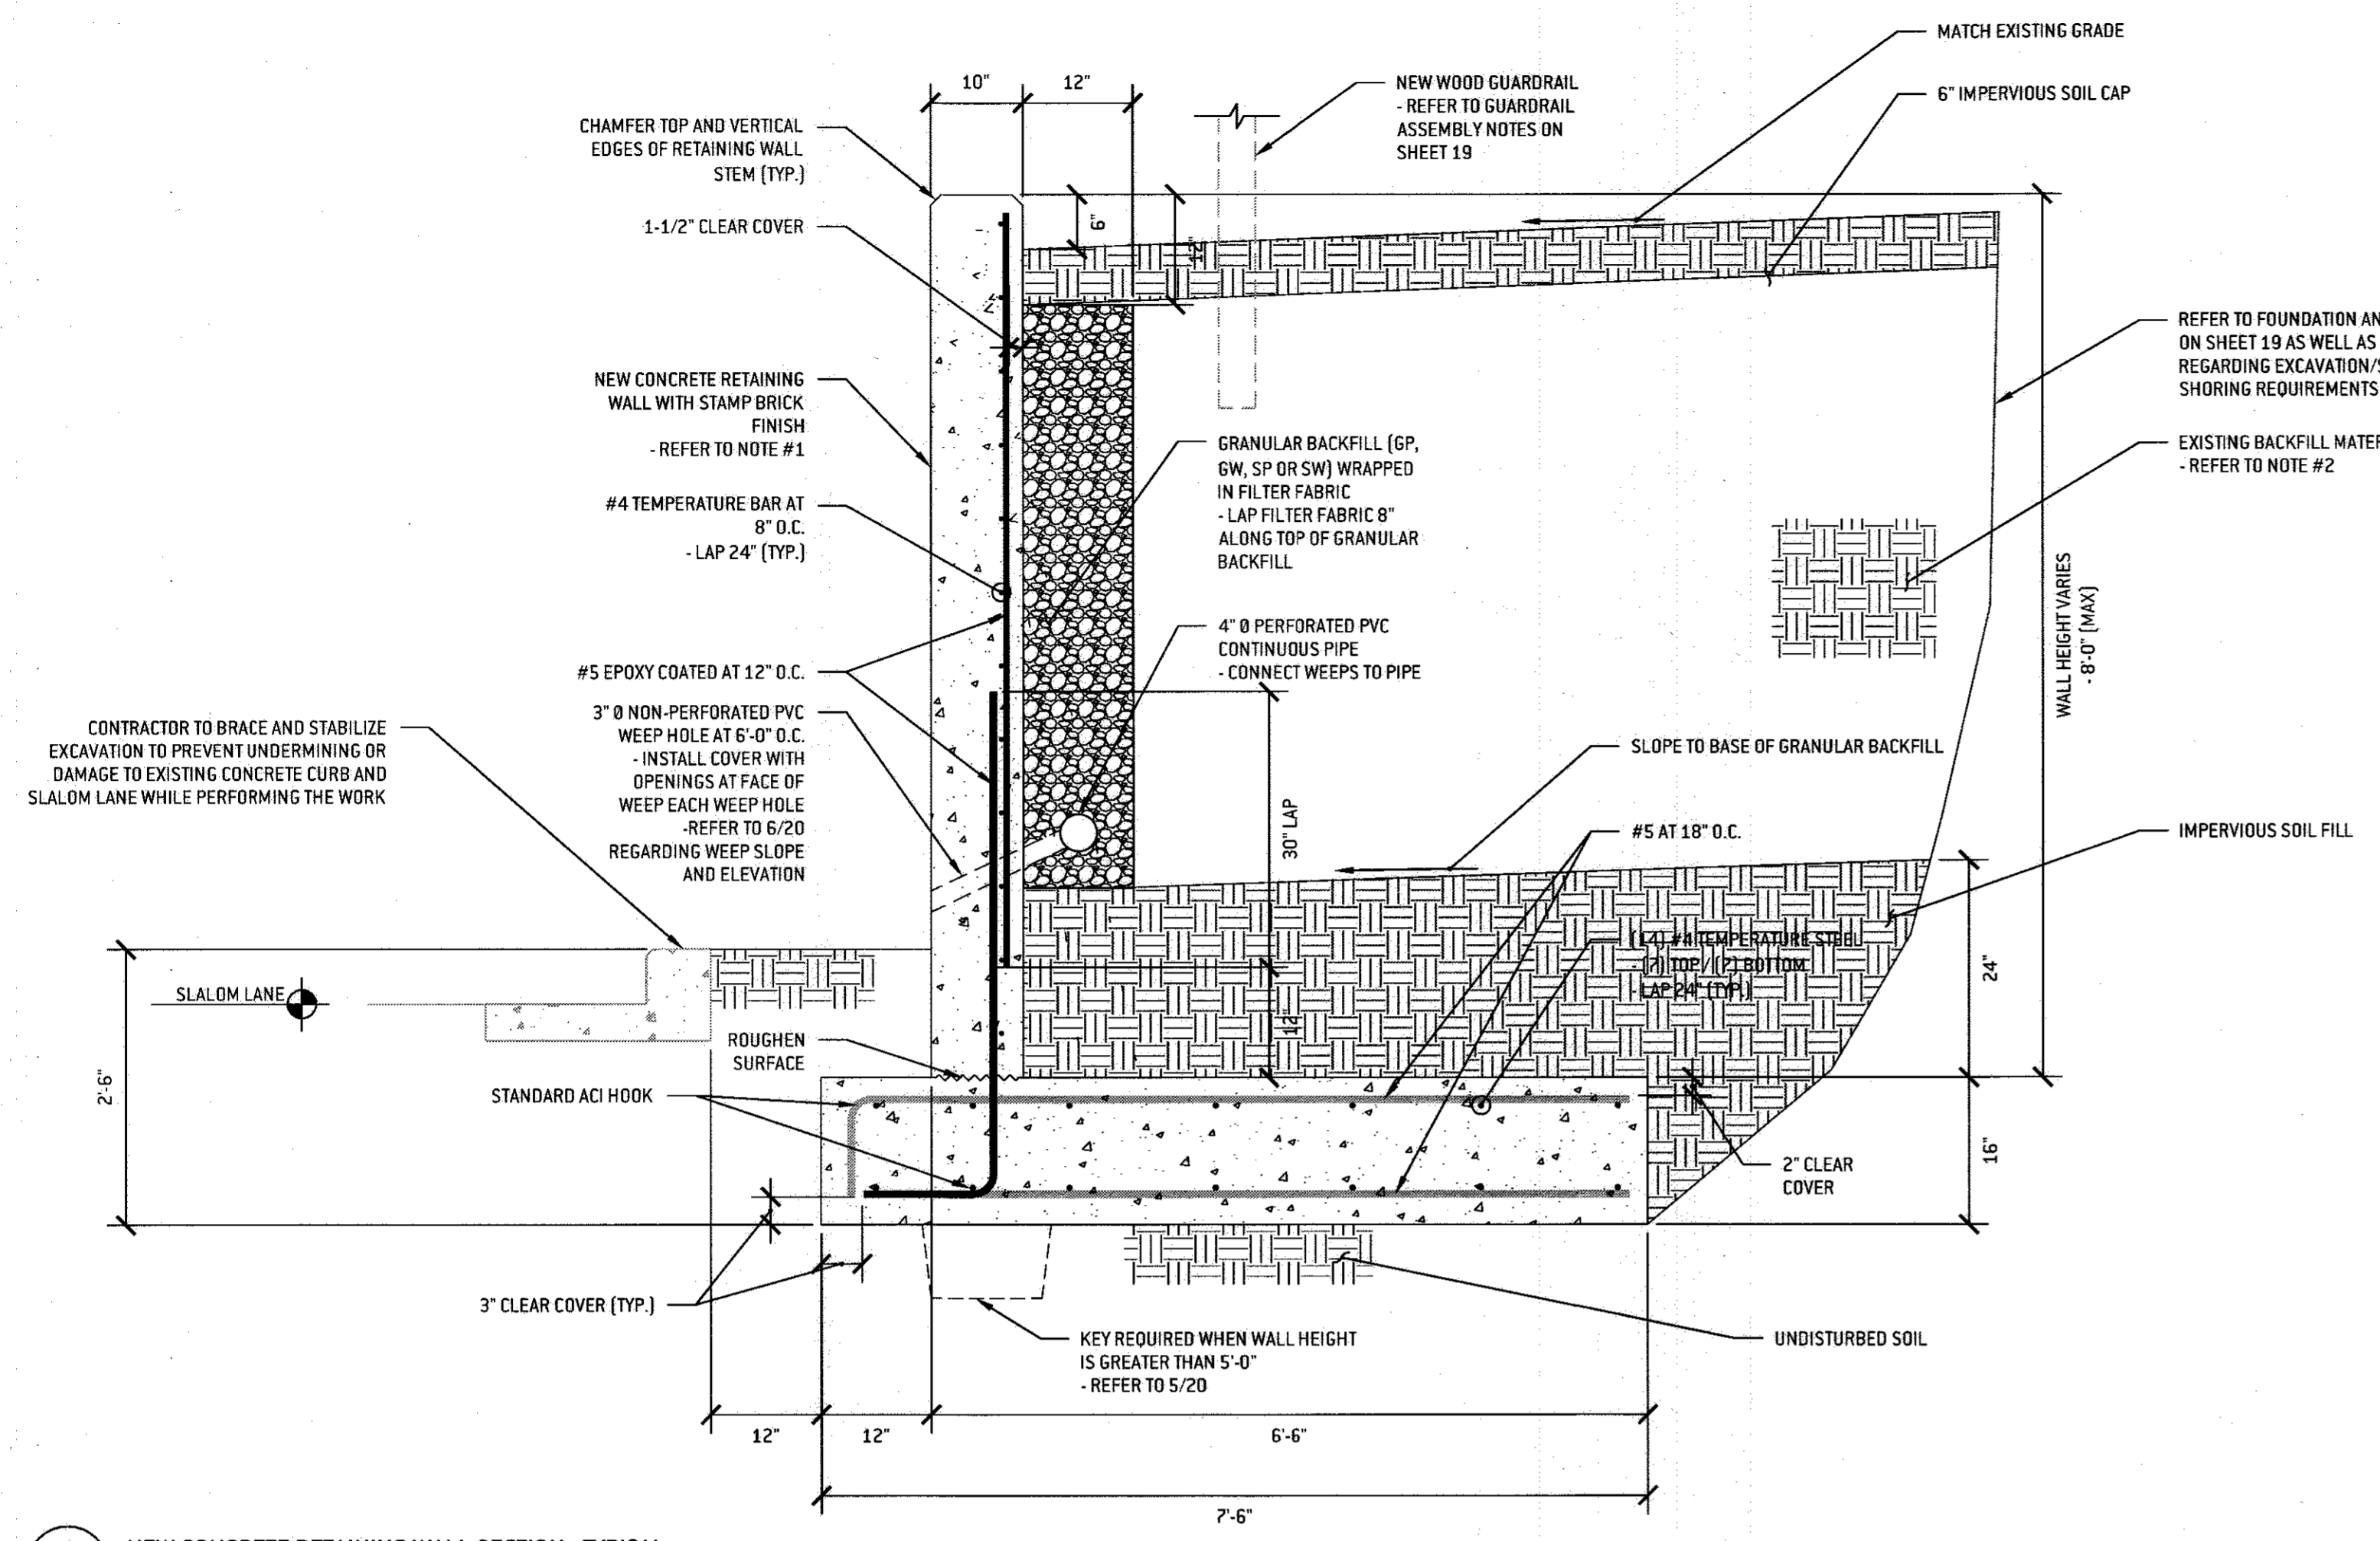 MATCH EXISTING GRADE
6" IMPERVIOUS SOIL CAP
10"
12"
NEW WOOD GUARDRAIL
- REFER TO GUARDRAIL
ASSEMBLY NOTES ON
SHEET 19
CHAMFER TOP AND VERTICAL
EDGES OF RETAINING WALL
STEM (TYP.)
6"
12"
1-1/2" CLEAR COVER
REFER TO FOUNDATION
ON SHEET 19 AS WELL AS
REGARDING
SHORING REQUIREMENTS
NEW CONCRETE RETAINING
WALL WITH STAMP BRICK
FINISH
- REFER TO NOTE #1
GRANULAR BACKFILL (GP,
GW, SP OR SW) WRAPPED
IN FILTER FABRIC
- LAP FILTER FABRIC 8"
ALONG TOP OF GRANULAR
BACKFILL
EXISTING BACKFILL
- REFER TO NOTE #2
#4 TEMPERATURE BAR AT
8" O.C.
- LAP 24" (TYP.)
WALL HEIGHT VARIES
- 8'-0" (MAX)
4" Ø PERFORATED PVC
CONTINUOUS PIPE
- CONNECT WEEPS TO PIPE
#5 EPOXY COATED AT 12" O.C.
3" Ø NON-PERFORATED PVC
WEEP HOLE AT 6'-0" O.C.
- INSTALL COVER WITH
OPENINGS AT FACE OF
WEEP EACH WEEP HOLE
-REFER TO 6/20
REGARDING WEEP SLOPE
AND ELEVATION
CONTRACTOR TO BRACE AND STABILIZE
EXCAVATION TO PREVENT UNDERMINING OR
DAMAGE TO EXISTING CONCRETE CURB AND
SLALOM LANE WHILE PERFORMING THE WORK
SLOPE TO BASE OF GRANULAR BACKFILL
30" LAP
#5 AT 18" O.C.
IMPERVIOUS SOIL FILL
(14) #4 TEMPERATURE STEEL
- (7) TOP / (7) BOTTOM
- LAP 24" (TYP.)
24"
SLALOM LANE
12"
ROUGHEN
SURFACE
2'-6"
STANDARD ACI HOOK
16"
2" CLEAR
COVER
3" CLEAR COVER (TYP.)
KEY REQUIRED WHEN WALL HEIGHT
IS GREATER THAN 5'-0"
- REFER TO 5/20
UNDISTURBED SOIL
12"
12"
6'-6"
7'-6"